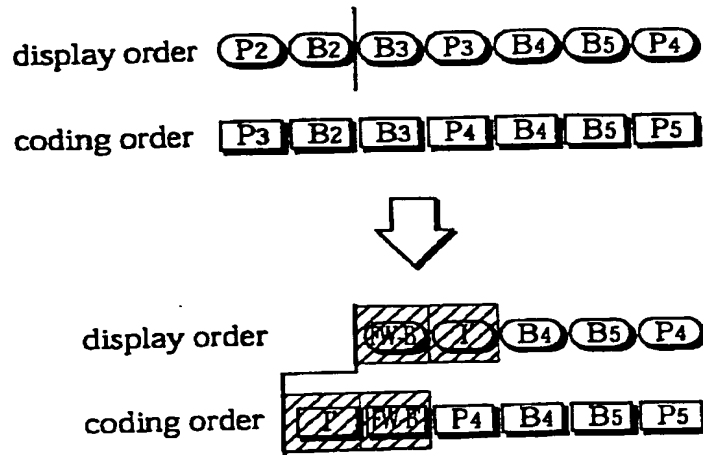 display order P2 B2 B3 P3 B4 B5 P4
coding order P3 B2 B3 P4 B4 B5 P5
display order FW-B I B4 B5 P4
coding order I FW-B P4 B4 B5 P5